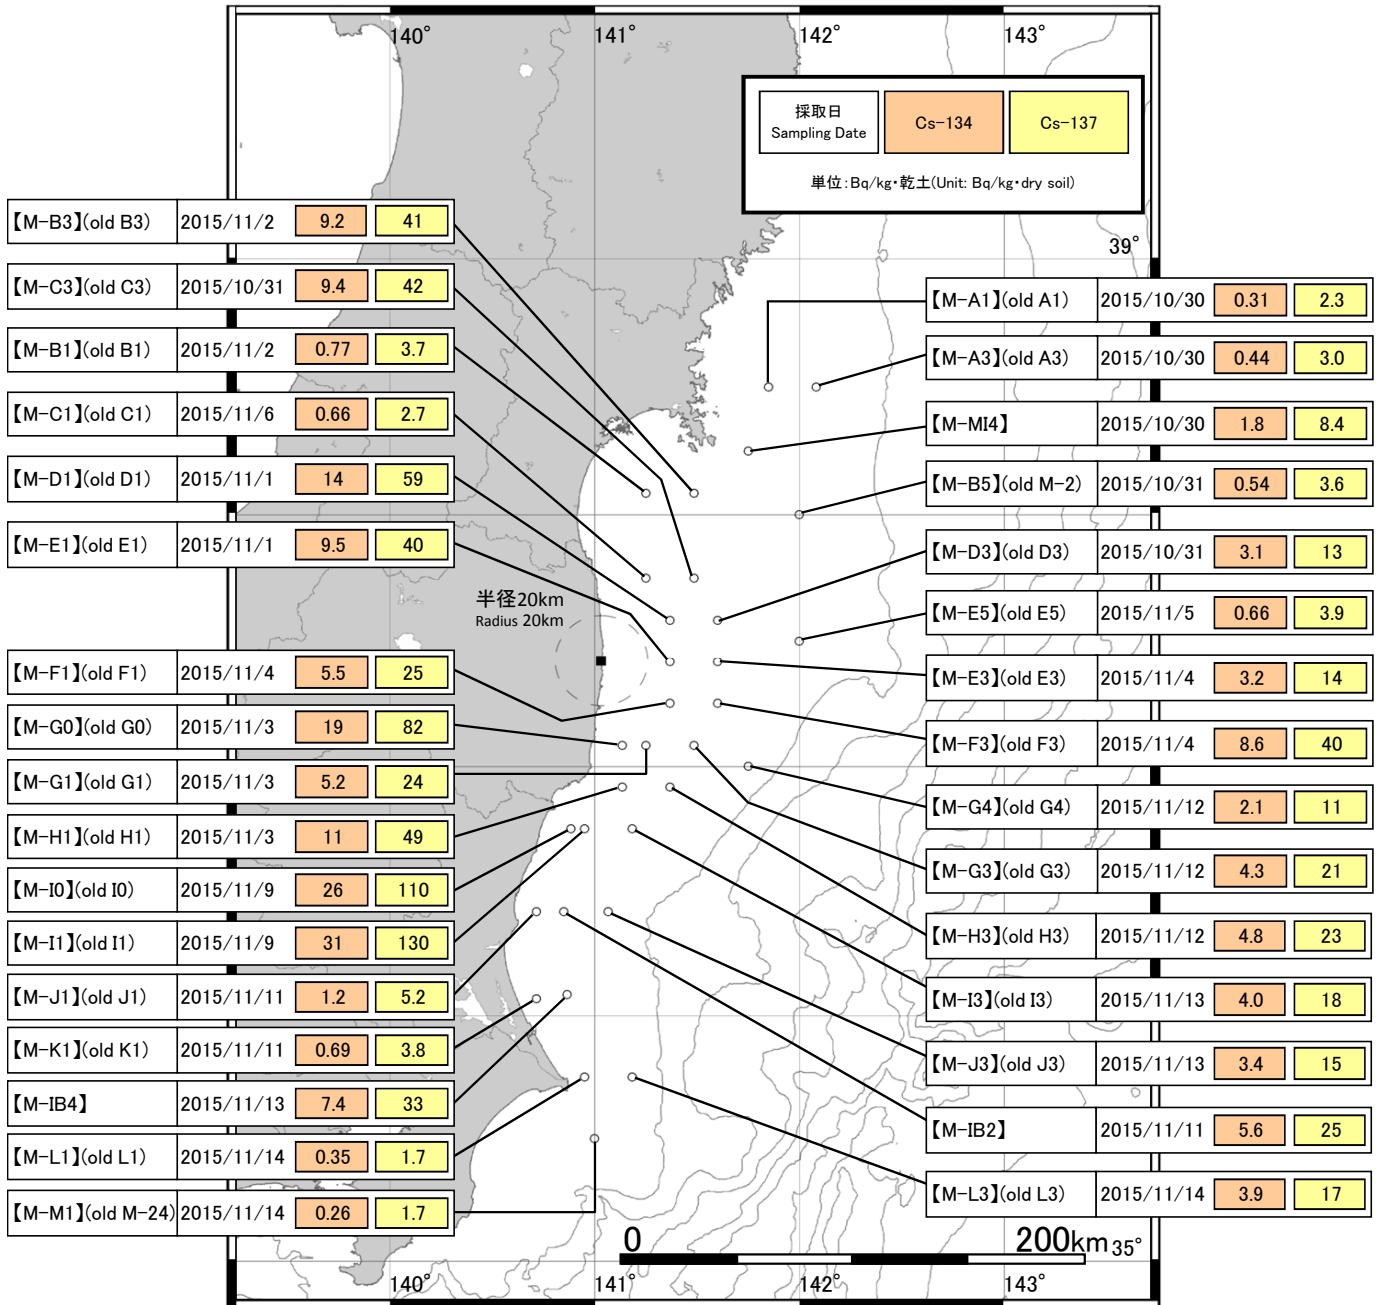 140° 141° 142° 143°
採取日
Sampling Date
Cs-134 Cs-137
単位:Bq/kg・乾土(Unit: Bq/kg・dry soil)
39°
【M-B3】(old B3) 2015/11/2 9.2 41
【M-C3】(old C3) 2015/10/31 9.4 42
【M-B1】(old B1) 2015/11/2 0.77 3.7
【M-C1】(old C1) 2015/11/6 0.66 2.7
【M-D1】(old D1) 2015/11/1 14 59
【M-E1】(old E1) 2015/11/1 9.5 40
半径20km
Radius 20km
【M-F1】(old F1) 2015/11/4 5.5 25
【M-G0】(old G0) 2015/11/3 19 82
【M-G1】(old G1) 2015/11/3 5.2 24
【M-H1】(old H1) 2015/11/3 11 49
【M-I0】(old I0) 2015/11/9 26 110
【M-I1】(old I1) 2015/11/9 31 130
【M-J1】(old J1) 2015/11/11 1.2 5.2
【M-K1】(old K1) 2015/11/11 0.69 3.8
【M-IB4】 2015/11/13 7.4 33
【M-L1】(old L1) 2015/11/14 0.35 1.7
【M-M1】(old M-24) 2015/11/14 0.26 1.7
【M-A1】(old A1) 2015/10/30 0.31 2.3
【M-A3】(old A3) 2015/10/30 0.44 3.0
【M-MI4】 2015/10/30 1.8 8.4
【M-B5】(old M-2) 2015/10/31 0.54 3.6
【M-D3】(old D3) 2015/10/31 3.1 13
【M-E5】(old E5) 2015/11/5 0.66 3.9
【M-E3】(old E3) 2015/11/4 3.2 14
【M-F3】(old F3) 2015/11/4 8.6 40
【M-G4】(old G4) 2015/11/12 2.1 11
【M-G3】(old G3) 2015/11/12 4.3 21
【M-H3】(old H3) 2015/11/12 4.8 23
【M-I3】(old I3) 2015/11/13 4.0 18
【M-J3】(old J3) 2015/11/13 3.4 15
【M-IB2】 2015/11/11 5.6 25
【M-L3】(old L3) 2015/11/14 3.9 17
0 200km 35°
140° 141° 142° 143°